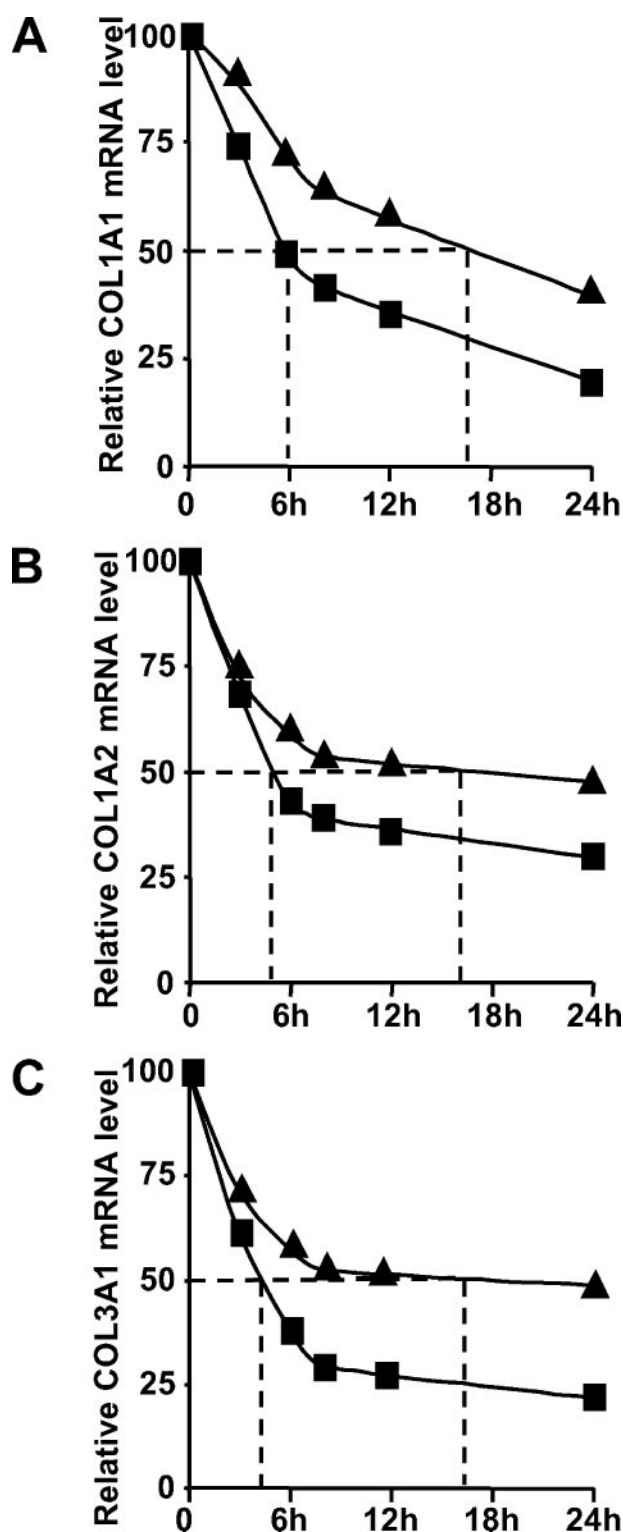 A
Relative COL1A1 mRNA level
100
75
50
25
0
0 6h 12h 18h 24h
B
Relative COL1A2 mRNA level
100
75
50
25
0
0 6h 12h 18h 24h
C
Relative COL3A1 mRNA level
100
75
50
25
0
0 6h 12h 18h 24h